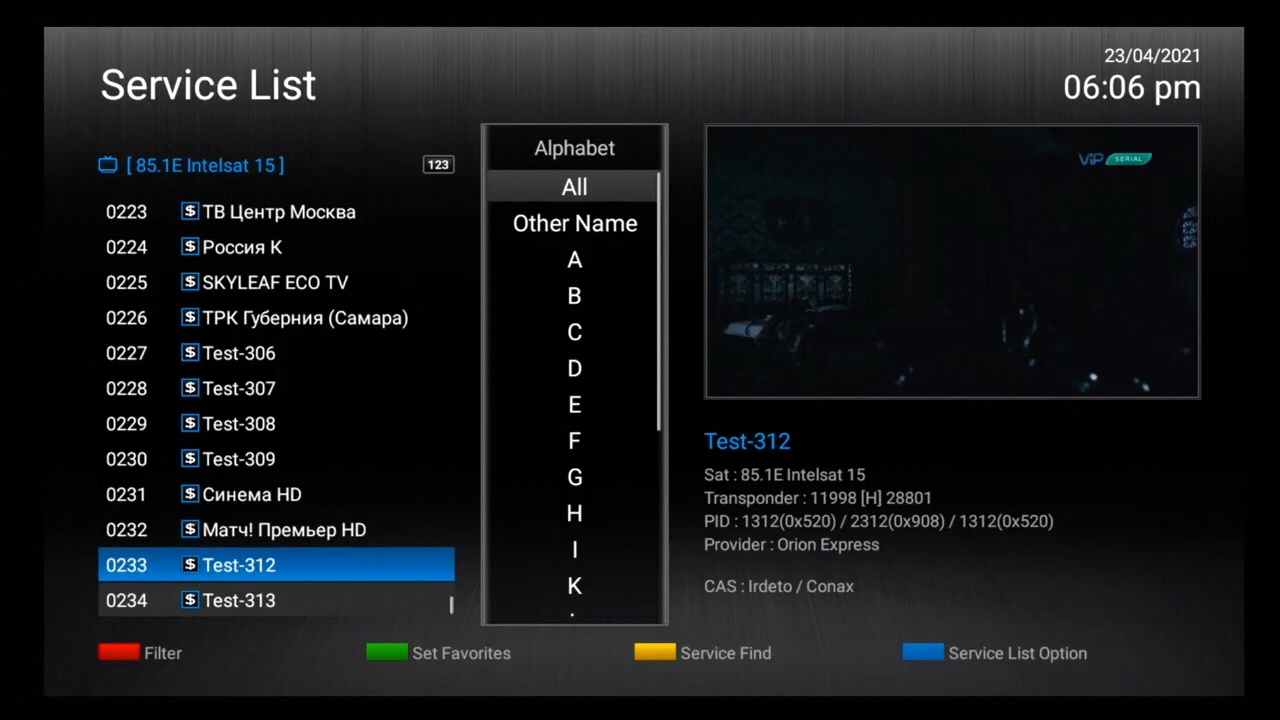 Service List
23/04/2021
06:06 pm
[ 85.1E Intelsat 15 ]
123
0223 $ ТВ Центр Москва
0224 $ Россия К
0225 $ SKYLEAF ECO TV
0226 $ ТРК Губерния (Самара)
0227 $ Test-306
0228 $ Test-307
0229 $ Test-308
0230 $ Test-309
0231 $ Синема HD
0232 $ Матч! Премьер HD
0233 $ Test-312
0234 $ Test-313
Alphabet
All
Other Name
A
B
C
D
E
F
G
H
I
K
ViP SERIAL
Test-312
Sat : 85.1E Intelsat 15
Transponder : 11998 [H] 28801
PID : 1312(0x520) / 2312(0x908) / 1312(0x520)
Provider : Orion Express
CAS : Irdeto / Conax
Filter
Set Favorites
Service Find
Service List Option